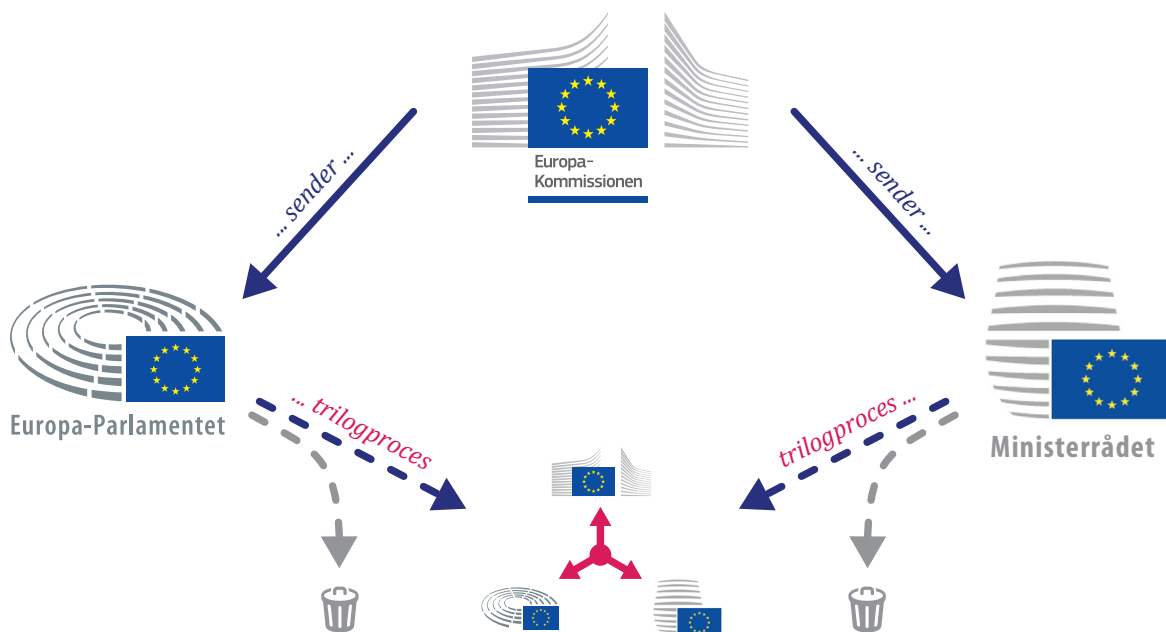 Europa-
Kommissionen
... sender ...
... sender ...
Europa-Parlamentet
Ministerrådet
... trilogproces
trilogproces ...